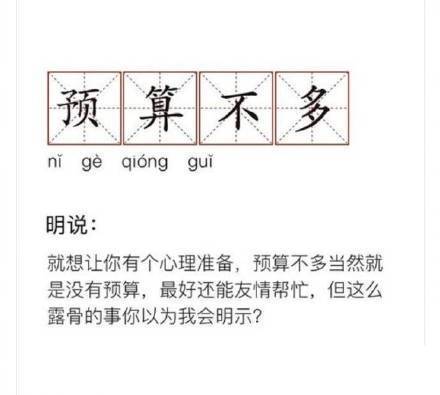 预算不多
nǐ gè qióng guǐ
明说：
就想让你有个心理准备，预算不多当然就
是没有预算，最好还能友情帮忙，但这么
露骨的事你以为我会明示？